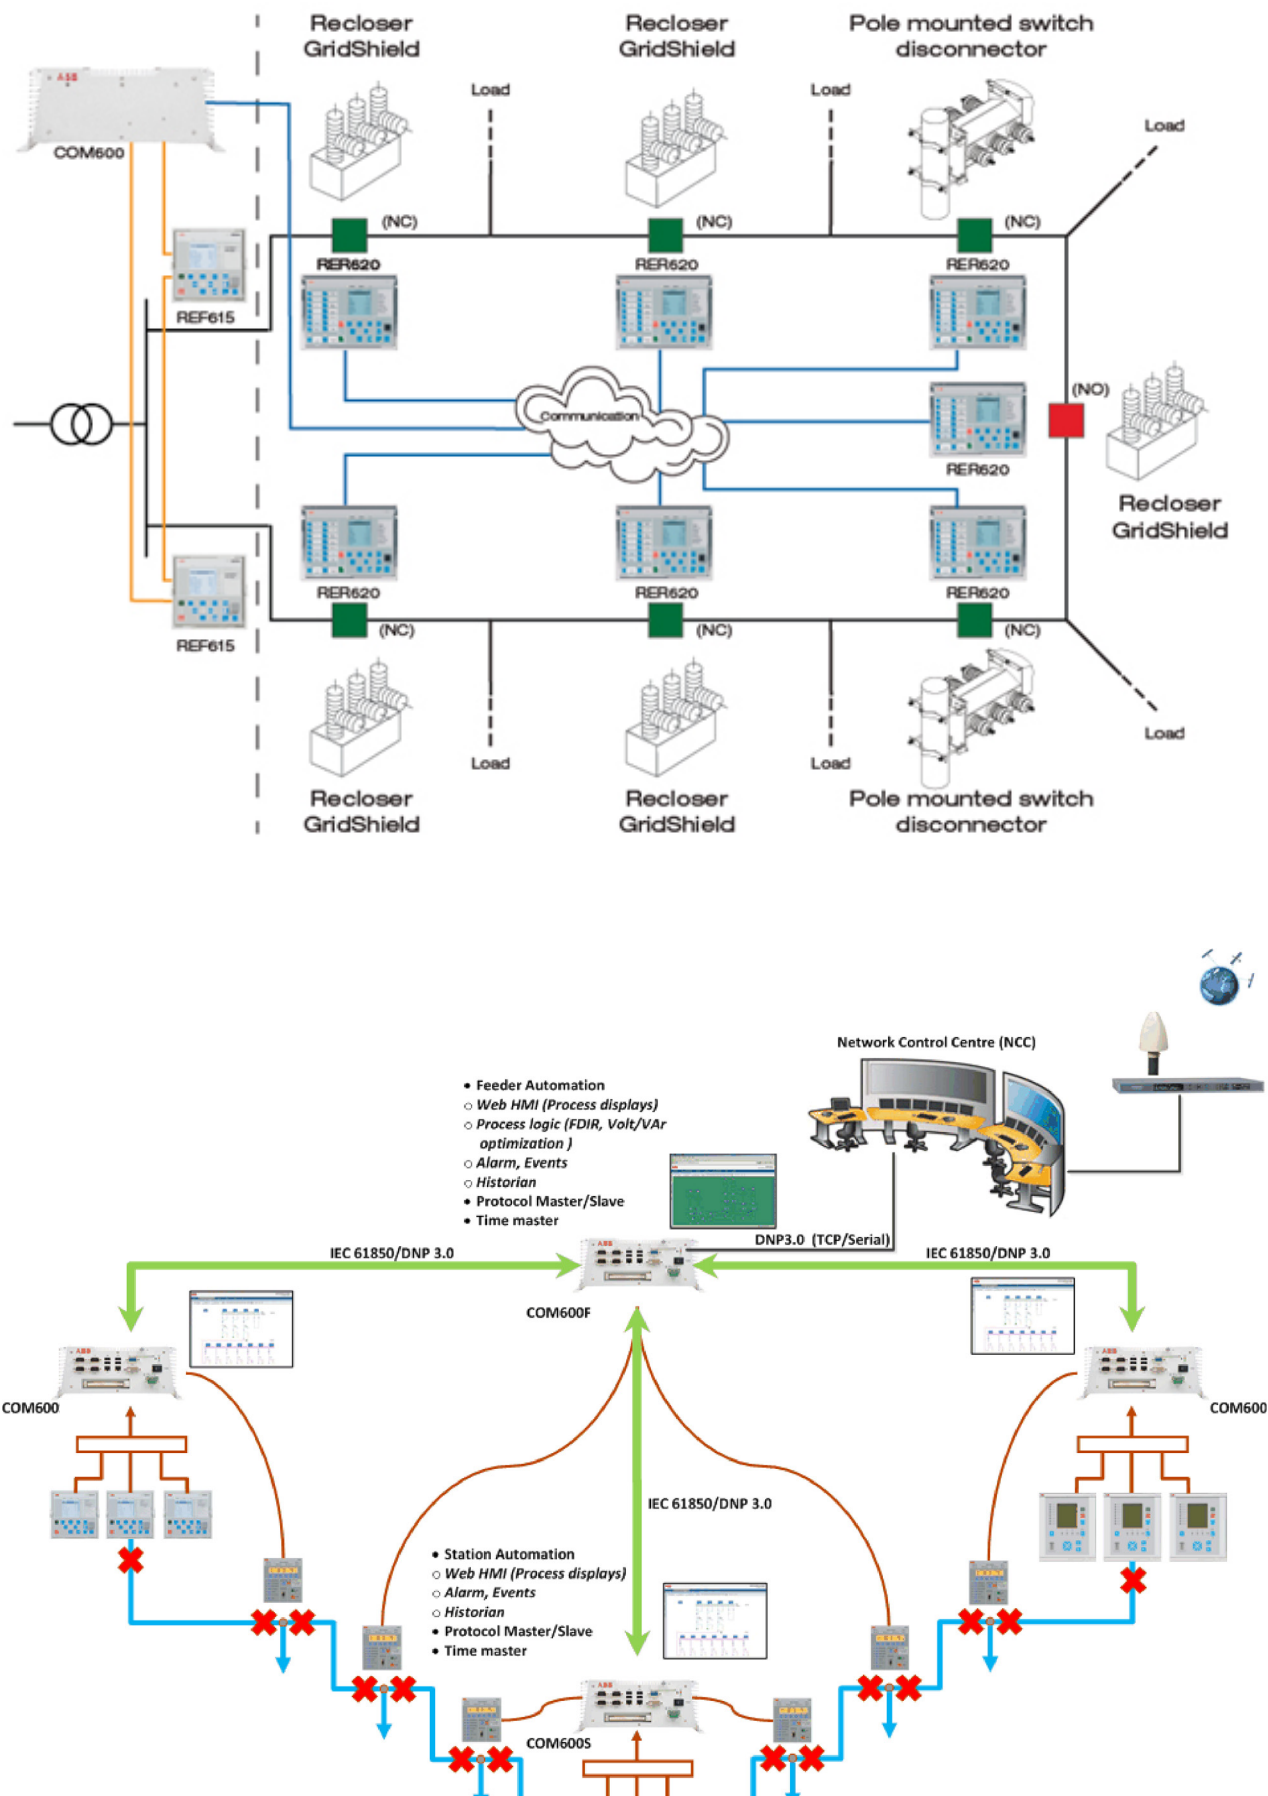 Recloser
GridShield
Recloser
GridShield
Pole mounted switch
disconnector
ABB
COM600
Load
Load
Load
(NC)
(NC)
(NC)
RER620
RER620
RER620
REF615
Communication
(NO)
RER620
Recloser
GridShield
RER620
RER620
RER620
REF615
(NC)
(NC)
(NC)
Load
Load
Load
Recloser
GridShield
Recloser
GridShield
Pole mounted switch
disconnector
Network Control Centre (NCC)
• Feeder Automation
○ Web HMI (Process displays)
○ Process logic (FDIR, Volt/VAr
optimization )
○ Alarm, Events
○ Historian
• Protocol Master/Slave
• Time master
DNP3.0 (TCP/Serial)
IEC 61850/DNP 3.0
IEC 61850/DNP 3.0
ABB
COM600F
ABB
COM600
ABB
COM600
IEC 61850/DNP 3.0
• Station Automation
○ Web HMI (Process displays)
○ Alarm, Events
○ Historian
• Protocol Master/Slave
• Time master
ABB
COM600S